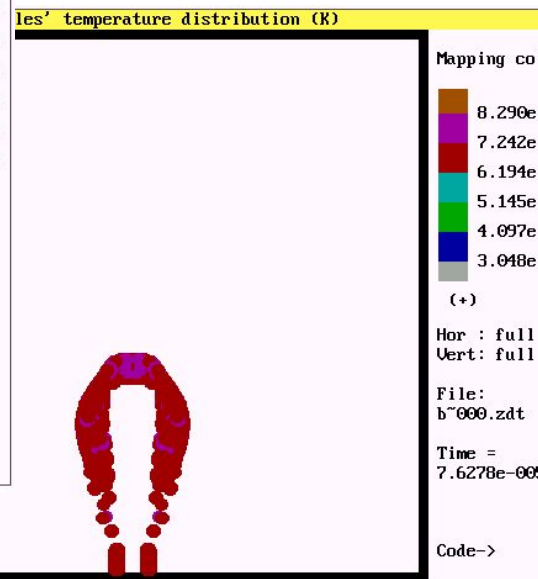 les' temperature distribution (K)
Mapping co
8.290e
7.242e
6.194e
5.145e
4.097e
3.048e
(+)
Hor : full
Vert: full
File:
b~000.zdt
Time =
7.6278e-005
Code->